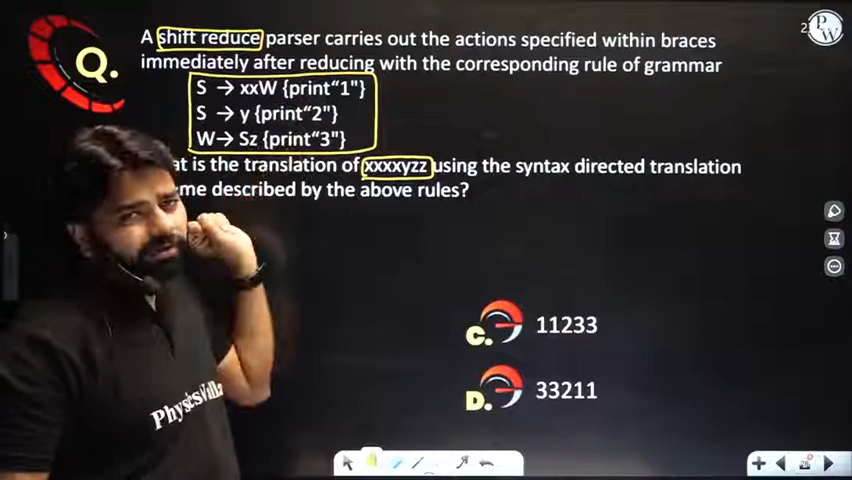 A shift reduce parser carries out the actions specified within braces
immediately after reducing with the corresponding rule of grammar
S → xxW {print"1"}
S → y {print"2"}
W→ Sz {print"3"}
at is the translation of xxxxyzz using the syntax directed translation
me described by the above rules?
Q.
C. 11233
D. 33211
PW